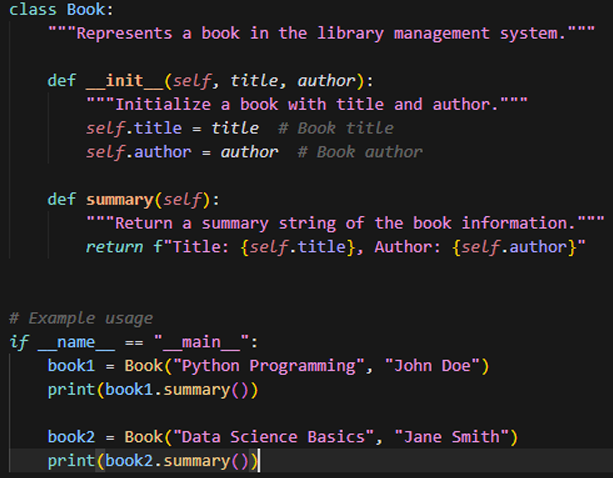 class Book:
    """Represents a book in the library management system."""

    def __init__(self, title, author):
        """Initialize a book with title and author."""
        self.title = title  # Book title
        self.author = author  # Book author

    def summary(self):
        """Return a summary string of the book information."""
        return f"Title: {self.title}, Author: {self.author}"


# Example usage
if __name__ == "__main__":
    book1 = Book("Python Programming", "John Doe")
    print(book1.summary())

    book2 = Book("Data Science Basics", "Jane Smith")
    print(book2.summary())